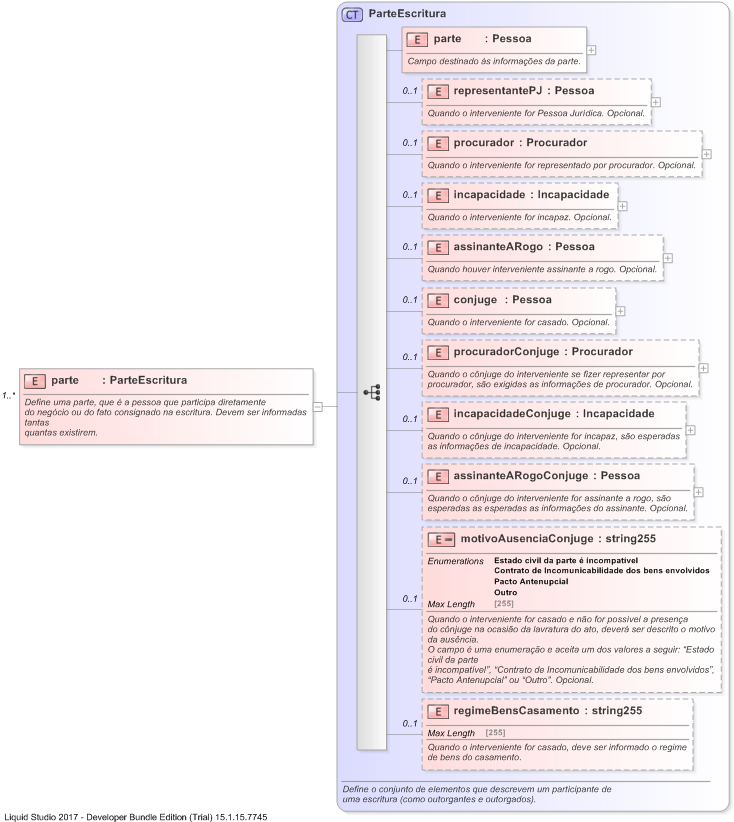 CT ParteEscritura
E parte : Pessoa
Campo destinado às informações da parte.
0..1
E representantePJ : Pessoa
Quando o interveniente for Pessoa Jurídica. Opcional.
0..1
E procurador : Procurador
Quando o interveniente for representado por procurador. Opcional.
0..1
E incapacidade : Incapacidade
Quando o interveniente for incapaz. Opcional.
0..1
E assinanteARogo : Pessoa
Quando houver interveniente assinante a rogo. Opcional.
0..1
E conjuge : Pessoa
Quando o interveniente for casado. Opcional.
0..1
E procuradorConjuge : Procurador
Quando o cônjuge do interveniente se fizer representar por
procurador, são exigidas as informações de procurador. Opcional.
1..*
E parte : ParteEscritura
Define uma parte, que é a pessoa que participa diretamente
do negócio ou do fato consignado na escritura. Devem ser informadas
tantas
quantas existirem.
0..1
E incapacidadeConjuge : Incapacidade
Quando o cônjuge do interveniente for incapaz, são esperadas
as informações de incapacidade. Opcional.
0..1
E assinanteARogoConjuge : Pessoa
Quando o cônjuge do interveniente for assinante a rogo, são
esperadas as esperadas as informações do assinante. Opcional.
0..1
E motivoAusenciaConjuge : string255
Enumerations Estado civil da parte é incompatível
Contrato de Incomunicabilidade dos bens envolvidos
Pacto Antenupcial
Outro
Max Length [255]
Quando o interveniente for casado e não for possivel a presença
do cônjuge na ocasião da lavratura do ato, deverá ser descrito o motivo
da ausência.
O campo é uma enumeração e aceita um dos valores a seguir: “Estado
civil da parte
é incompatível”, “Contrato de Incomunicabilidade dos bens envolvidos”,
“Pacto Antenupcial” ou “Outro”. Opcional.
0..1
E regimeBensCasamento : string255
Max Length [255]
Quando o interveniente for casado, deve ser informado o regime
de bens do casamento.
Define o conjunto de elementos que descrevem um participante de
uma escritura (como outorgantes e outorgados).
Liquid Studio 2017 - Developer Bundle Edition (Trial) 15.1.15.7745